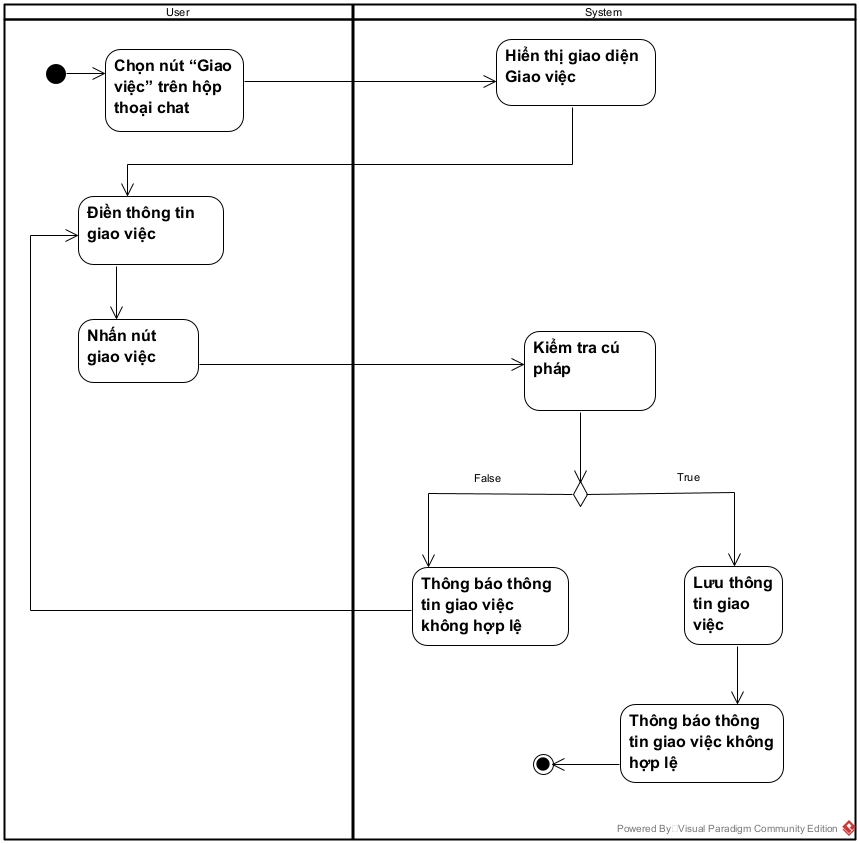 User
System
Chọn nút “Giao
việc” trên hộp
thoại chat
Hiển thị giao diện
Giao việc
Điền thông tin
giao việc
Nhấn nút
giao việc
Kiểm tra cú
pháp
False
True
Thông báo thông
tin giao việc
không hợp lệ
Lưu thông
tin giao
việc
Thông báo thông
tin giao việc không
hợp lệ
Powered By Visual Paradigm Community Edition